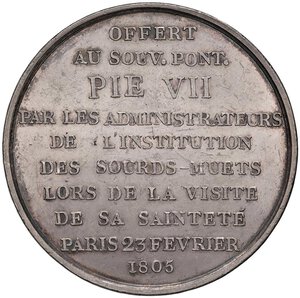 OFFERT
AU SOUV. PONT.
PIE VII
PAR LES ADMINISTRATEURS
DE L'INSTITUTION
DES SOURDS-MUETS
LORS DE LA VISITE
DE SA SAINTETÉ
PARIS 23 FEVRIER
1805